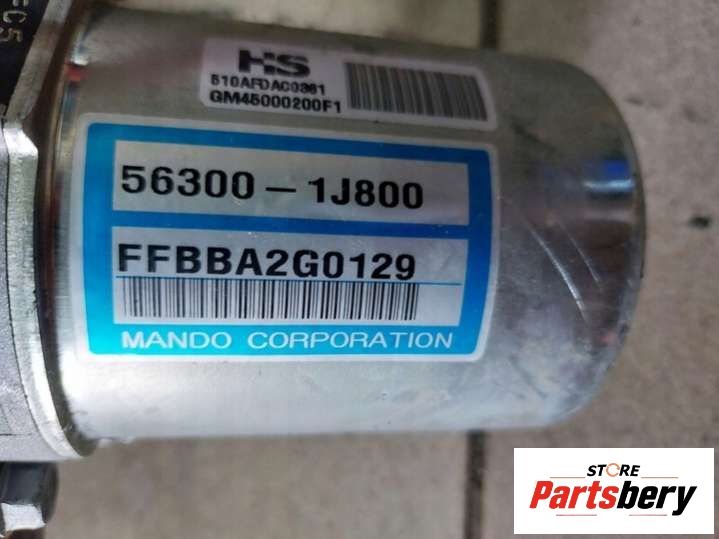 HS
510AFDAC0361
GM45000200F1
56300-1J800
FFBBA2G0129
MANDO CORPORATION
STORE
Partsbery